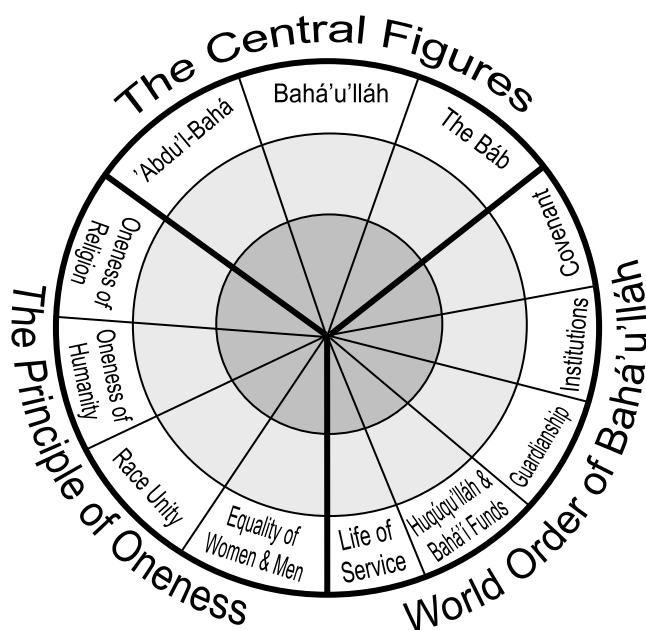 The Central Figures
'Abdu'l-Bahá
Bahá'u'lláh
The Báb
World Order of Bahá'u'lláh
Covenant
Institutions
Guardianship
Huqúqu'lláh &
Bahá'í Funds
Life of
Service
The Principle of Oneness
Equality of
Women & Men
Race Unity
Oneness of
Humanity
Oneness of
Religion